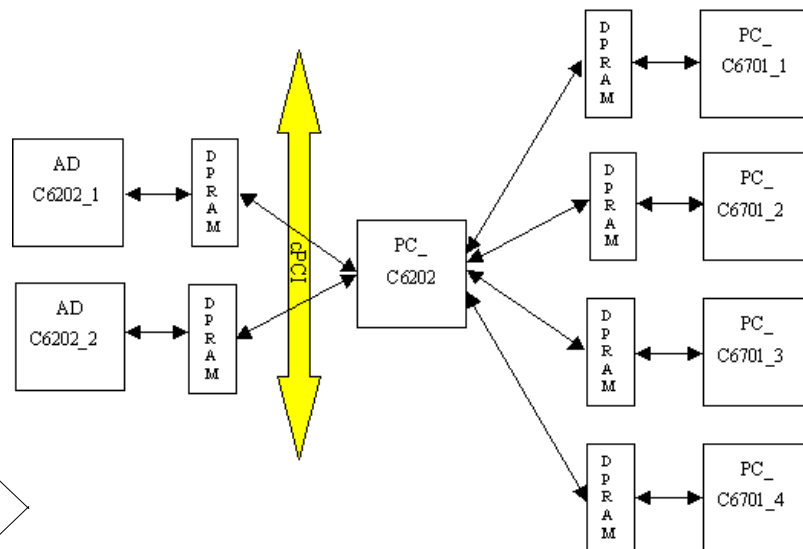 AD
C6202_1
DPRAM
AD
C6202_2
DPRAM
cPCI
PC_
C6202
DPRAM
PC_
C6701_1
DPRAM
PC_
C6701_2
DPRAM
PC_
C6701_3
DPRAM
PC_
C6701_4